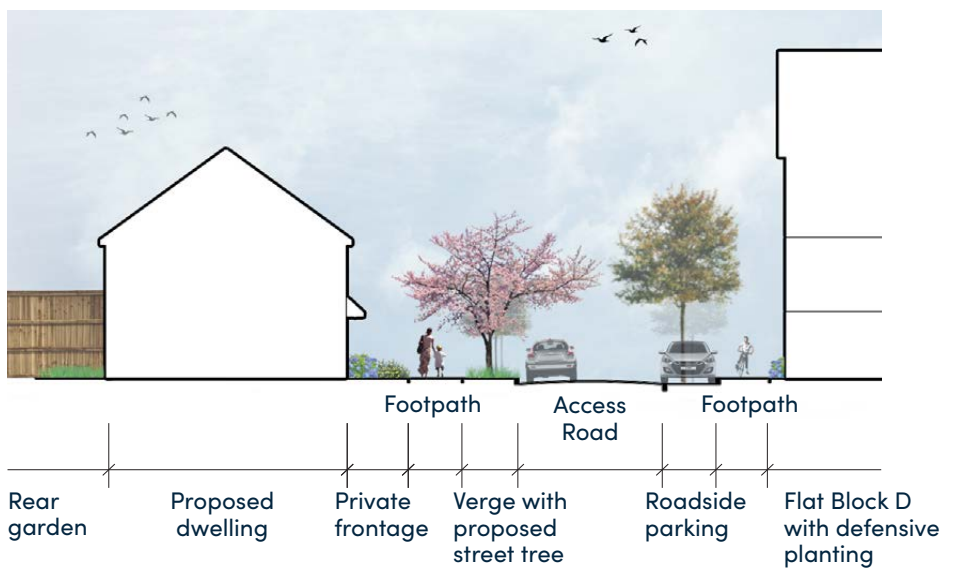 Footpath
Access
Road
Footpath
Rear
garden
Proposed
dwelling
Private
frontage
Verge with
proposed
street tree
Roadside
parking
Flat Block D
with defensive
planting